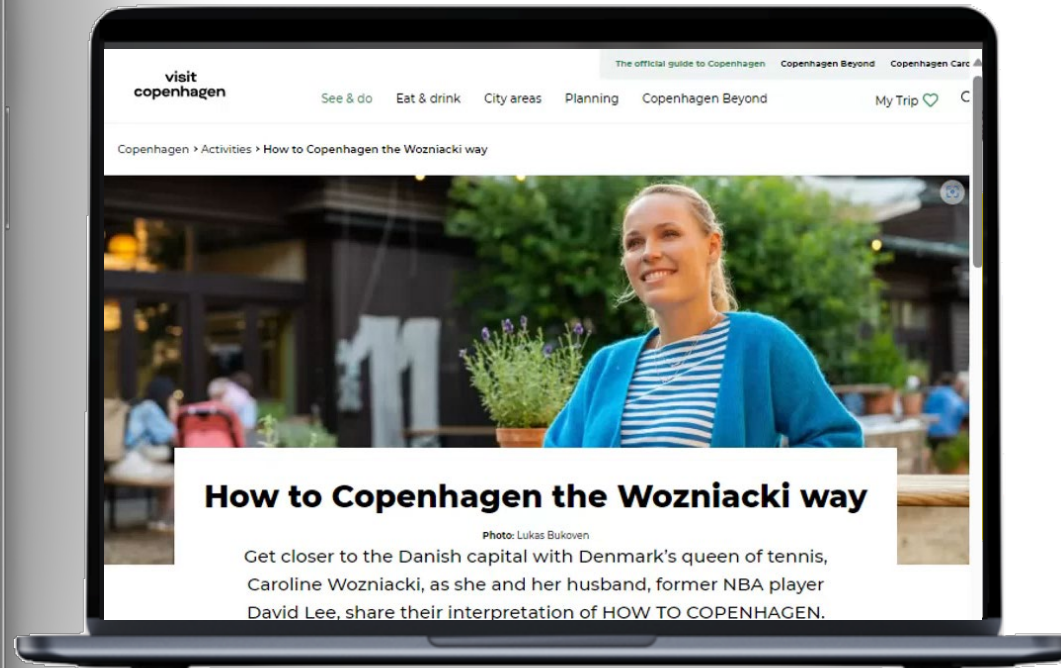 The official guide to Copenhagen Copenhagen Beyond Copenhagen
visit
copenhagen
See & do Eat & drink City areas Planning Copenhagen Beyond My Trip
Copenhagen > Activities > How to Copenhagen the Wozniacki way
11
How to Copenhagen the Wozniacki way
Photo: Lukas Bukoven
Get closer to the Danish capital with Denmark's queen of tennis,
Caroline Wozniacki, as she and her husband, former NBA player
David Lee, share their interpretation of HOW TO COPENHAGEN.